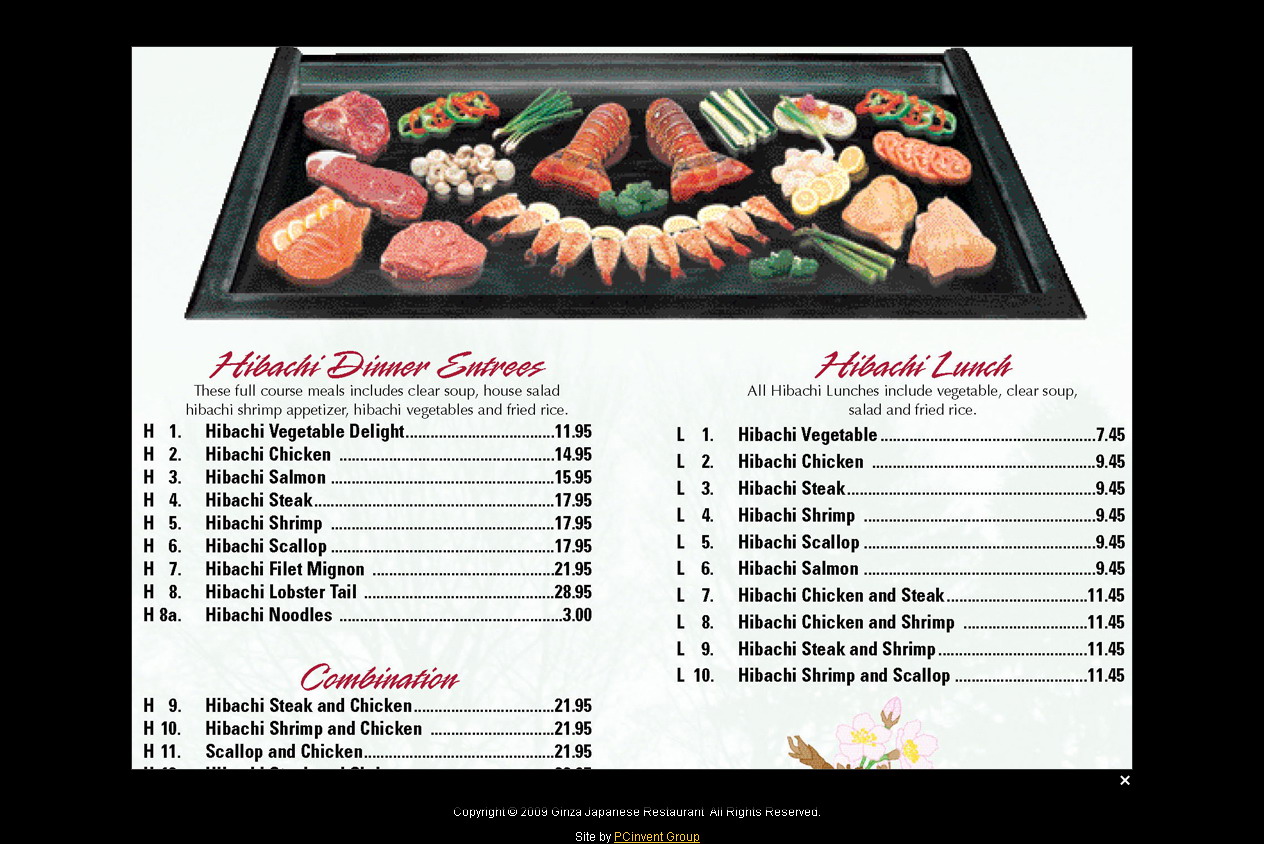 Hibachi Dinner Entrees
These full course meals includes clear soup, house salad
hibachi shrimp appetizer, hibachi vegetables and fried rice.
H 1. Hibachi Vegetable Delight..................................11.95
H 2. Hibachi Chicken ..................................14.95
H 3. Hibachi Salmon ..................................15.95
H 4. Hibachi Steak..................................17.95
H 5. Hibachi Shrimp ..................................17.95
H 6. Hibachi Scallop ..................................17.95
H 7. Hibachi Filet Mignon ..................................21.95
H 8. Hibachi Lobster Tail ..................................28.95
H 8a. Hibachi Noodles ..................................3.00
Combination
H 9. Hibachi Steak and Chicken..................................21.95
H 10. Hibachi Shrimp and Chicken ..................................21.95
H 11. Scallop and Chicken..................................21.95
Hibachi Lunch
All Hibachi Lunches include vegetable, clear soup,
salad and fried rice.
L 1. Hibachi Vegetable ..................................7.45
L 2. Hibachi Chicken ..................................9.45
L 3. Hibachi Steak..................................9.45
L 4. Hibachi Shrimp ..................................9.45
L 5. Hibachi Scallop ..................................9.45
L 6. Hibachi Salmon ..................................9.45
L 7. Hibachi Chicken and Steak..................................11.45
L 8. Hibachi Chicken and Shrimp ..................................11.45
L 9. Hibachi Steak and Shrimp..................................11.45
L 10. Hibachi Shrimp and Scallop ..................................11.45
Copyright © 2009 Ginza Japanese Restaurant. All Rights Reserved.
Site by PCinvent Group